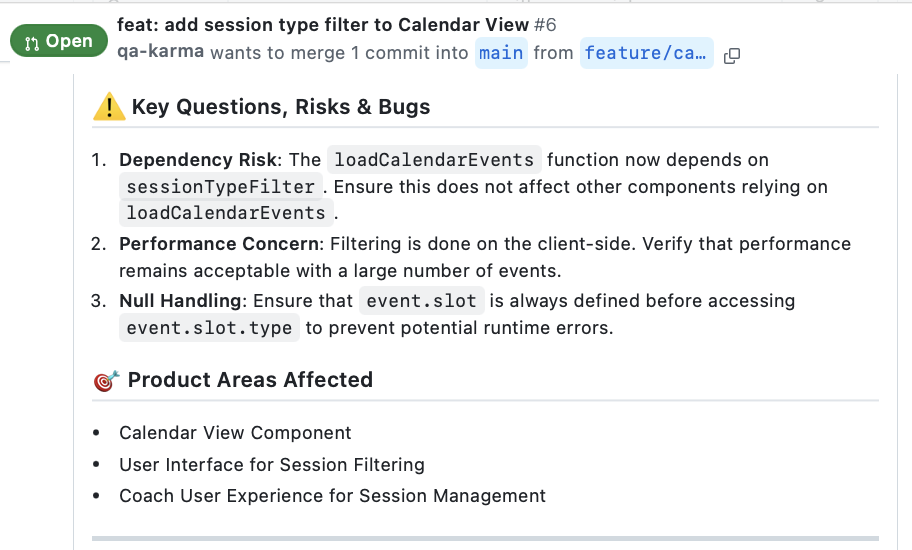 feat: add session type filter to Calendar View #6
Open
qa-karma wants to merge 1 commit into main from feature/ca…
⚠️ Key Questions, Risks & Bugs
1. Dependency Risk: The loadCalendarEvents function now depends on
sessionTypeFilter. Ensure this does not affect other components relying on
loadCalendarEvents.
2. Performance Concern: Filtering is done on the client-side. Verify that performance
remains acceptable with a large number of events.
3. Null Handling: Ensure that event.slot is always defined before accessing
event.slot.type to prevent potential runtime errors.
🎯 Product Areas Affected
• Calendar View Component
• User Interface for Session Filtering
• Coach User Experience for Session Management